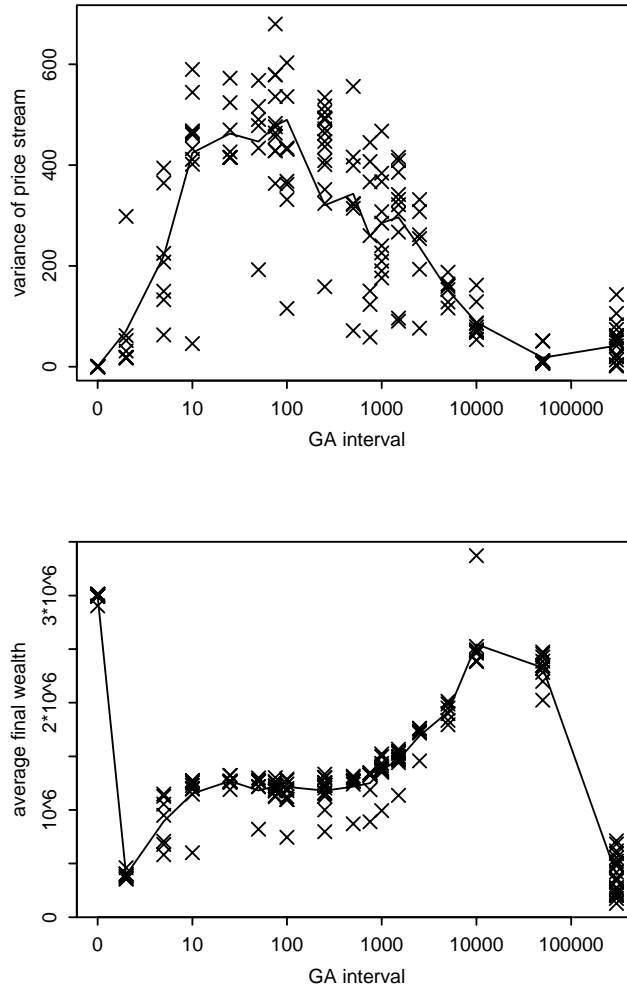 600
400
200
0
variance of price stream
0 10 100 1000 10000 100000
GA interval
3*10^6
2*10^6
10^6
0
average final wealth
0 10 100 1000 10000 100000
GA interval